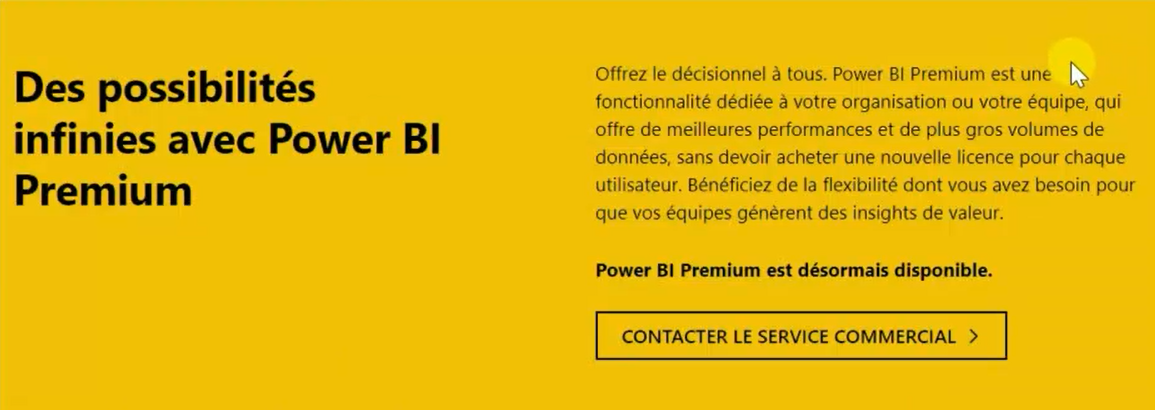 Des possibilités
infinies avec Power BI
Premium
Offrez le décisionnel à tous. Power BI Premium est une
fonctionnalité dédiée à votre organisation ou votre équipe, qui
offre de meilleures performances et de plus gros volumes de
données, sans devoir acheter une nouvelle licence pour chaque
utilisateur. Bénéficiez de la flexibilité dont vous avez besoin pour
que vos équipes génèrent des insights de valeur.
Power BI Premium est désormais disponible.
CONTACTER LE SERVICE COMMERCIAL >